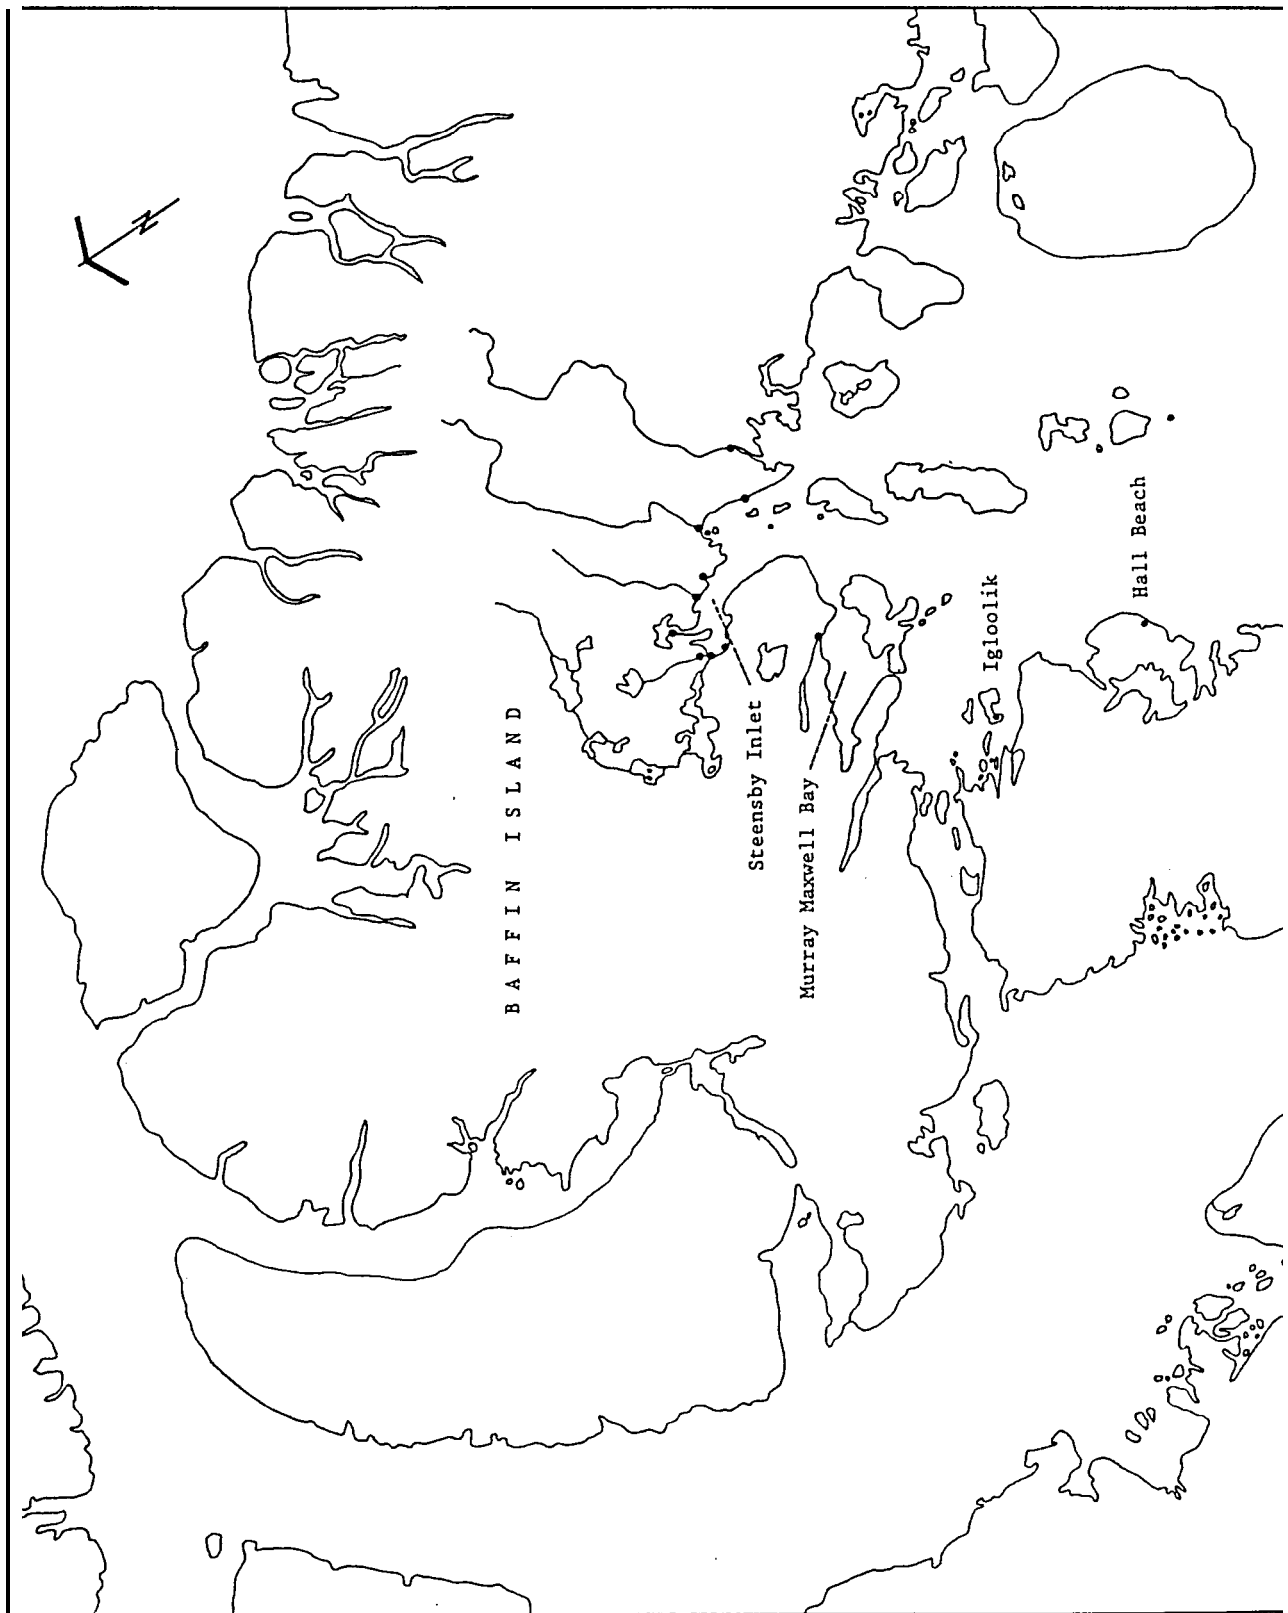 N
BAFFIN ISLAND
Steensby Inlet
Murray Maxwell Bay
Igloolik
Hall Beach